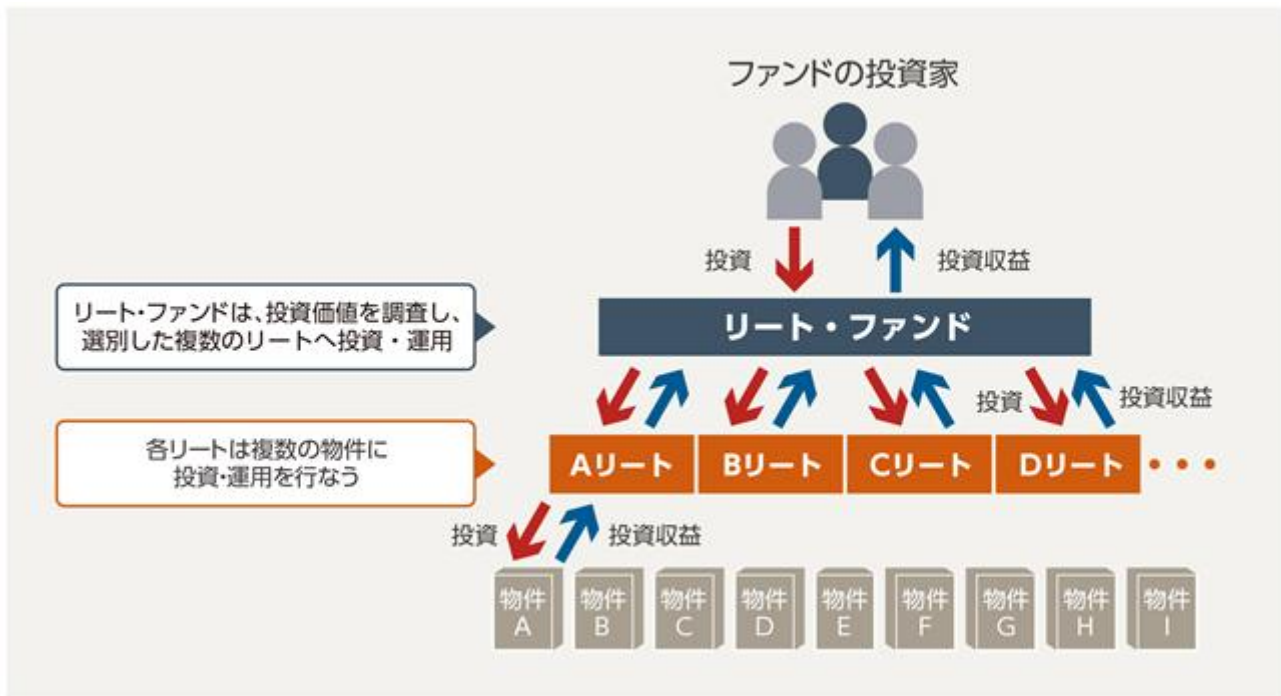 ファンドの投資家
投資
投資収益
リート・ファンドは、投資価値を調査し、
選別した複数のリートへ投資・運用
リート・ファンド
投資
投資収益
各リートは複数の物件に
投資・運用を行なう
Aリート
Bリート
Cリート
Dリート
•••
投資
投資収益
物件
A
物件
B
物件
C
物件
D
物件
E
物件
F
物件
G
物件
H
物件
I